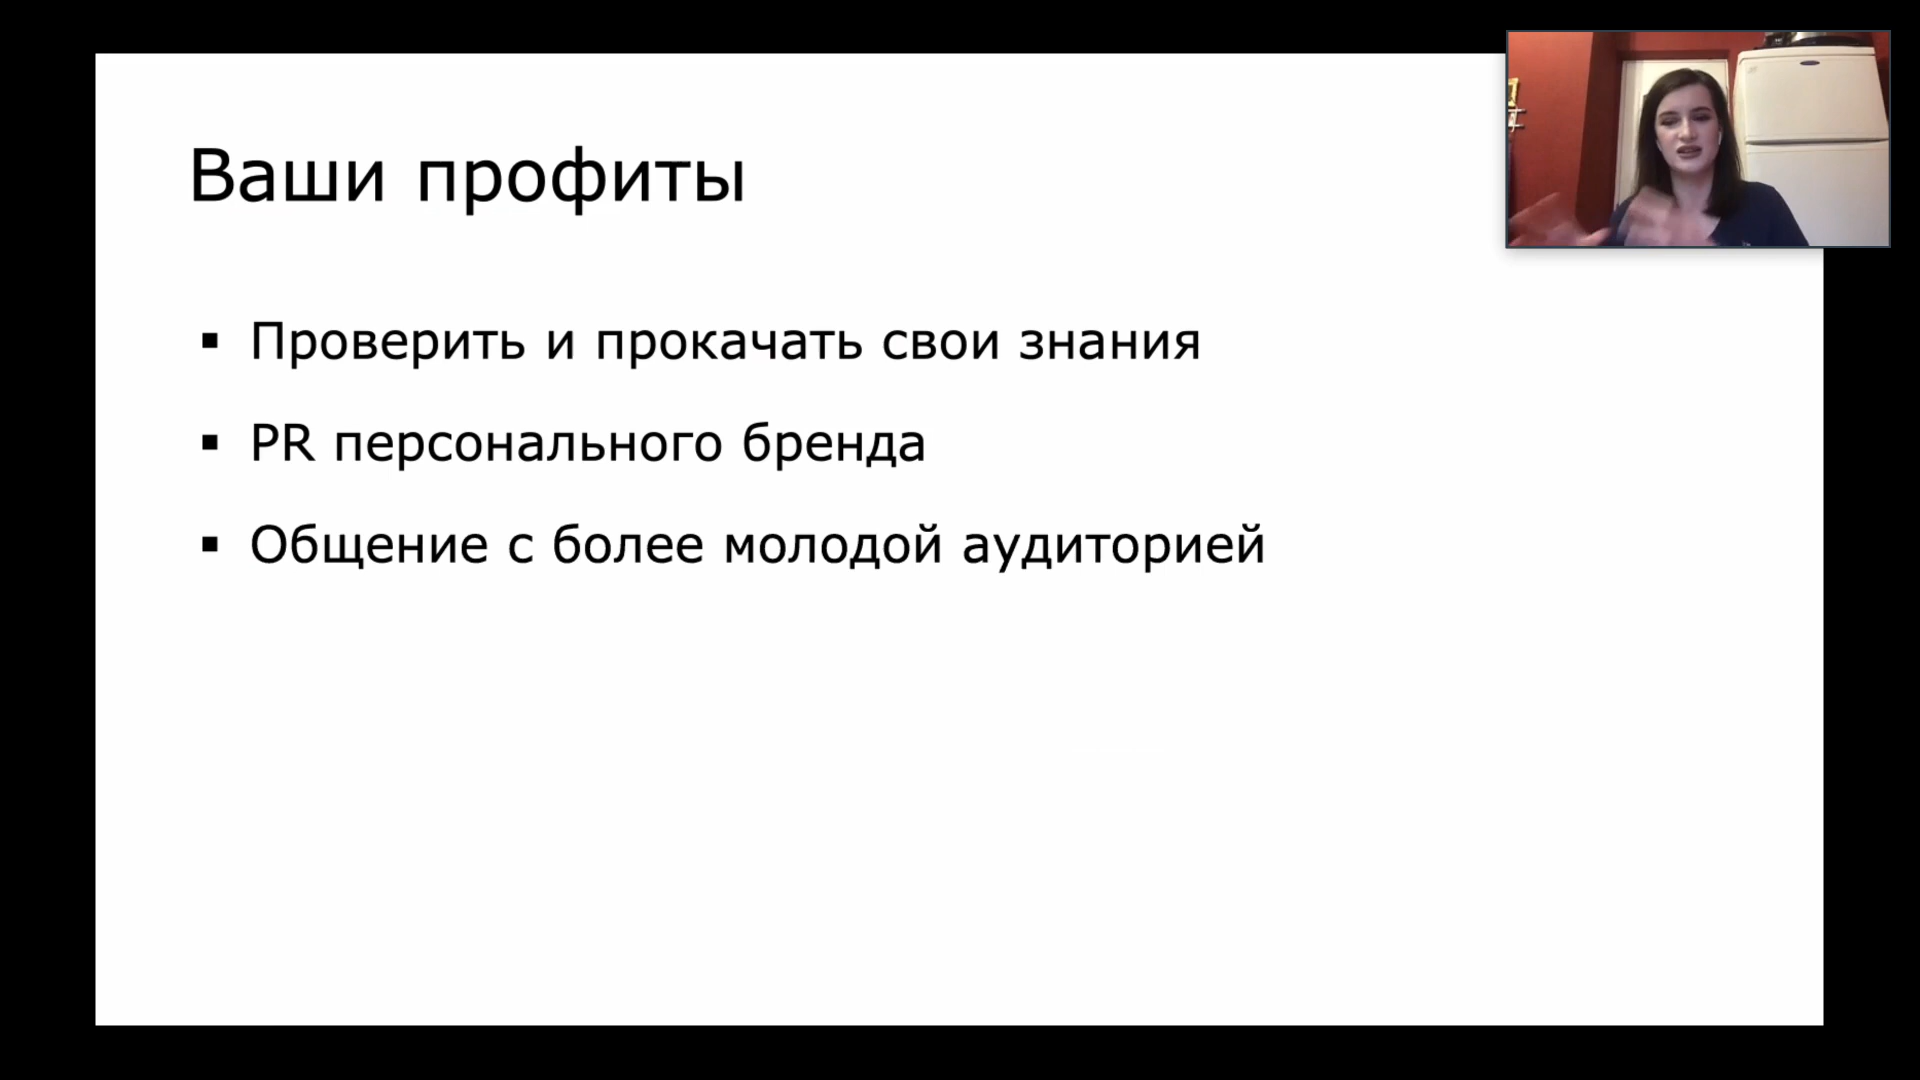 Ваши профиты
Проверить и прокачать свои знания
PR персонального бренда
Общение с более молодой аудиторией